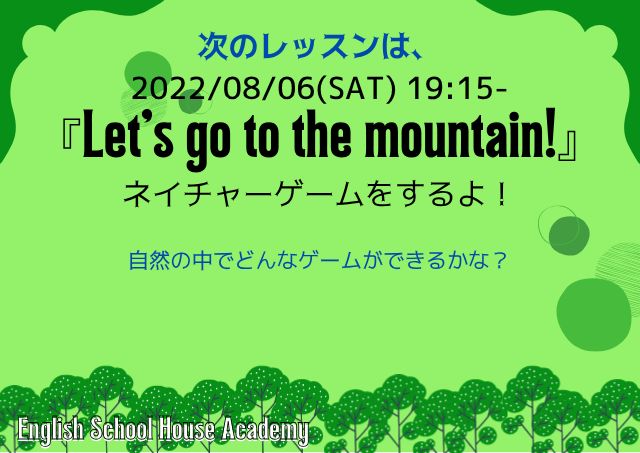 次のレッスンは、
2022/08/06(SAT) 19:15-
『Let's go to the mountain!』
ネイチャーゲームをするよ！
自然の中でどんなゲームができるかな？
English School House Academy